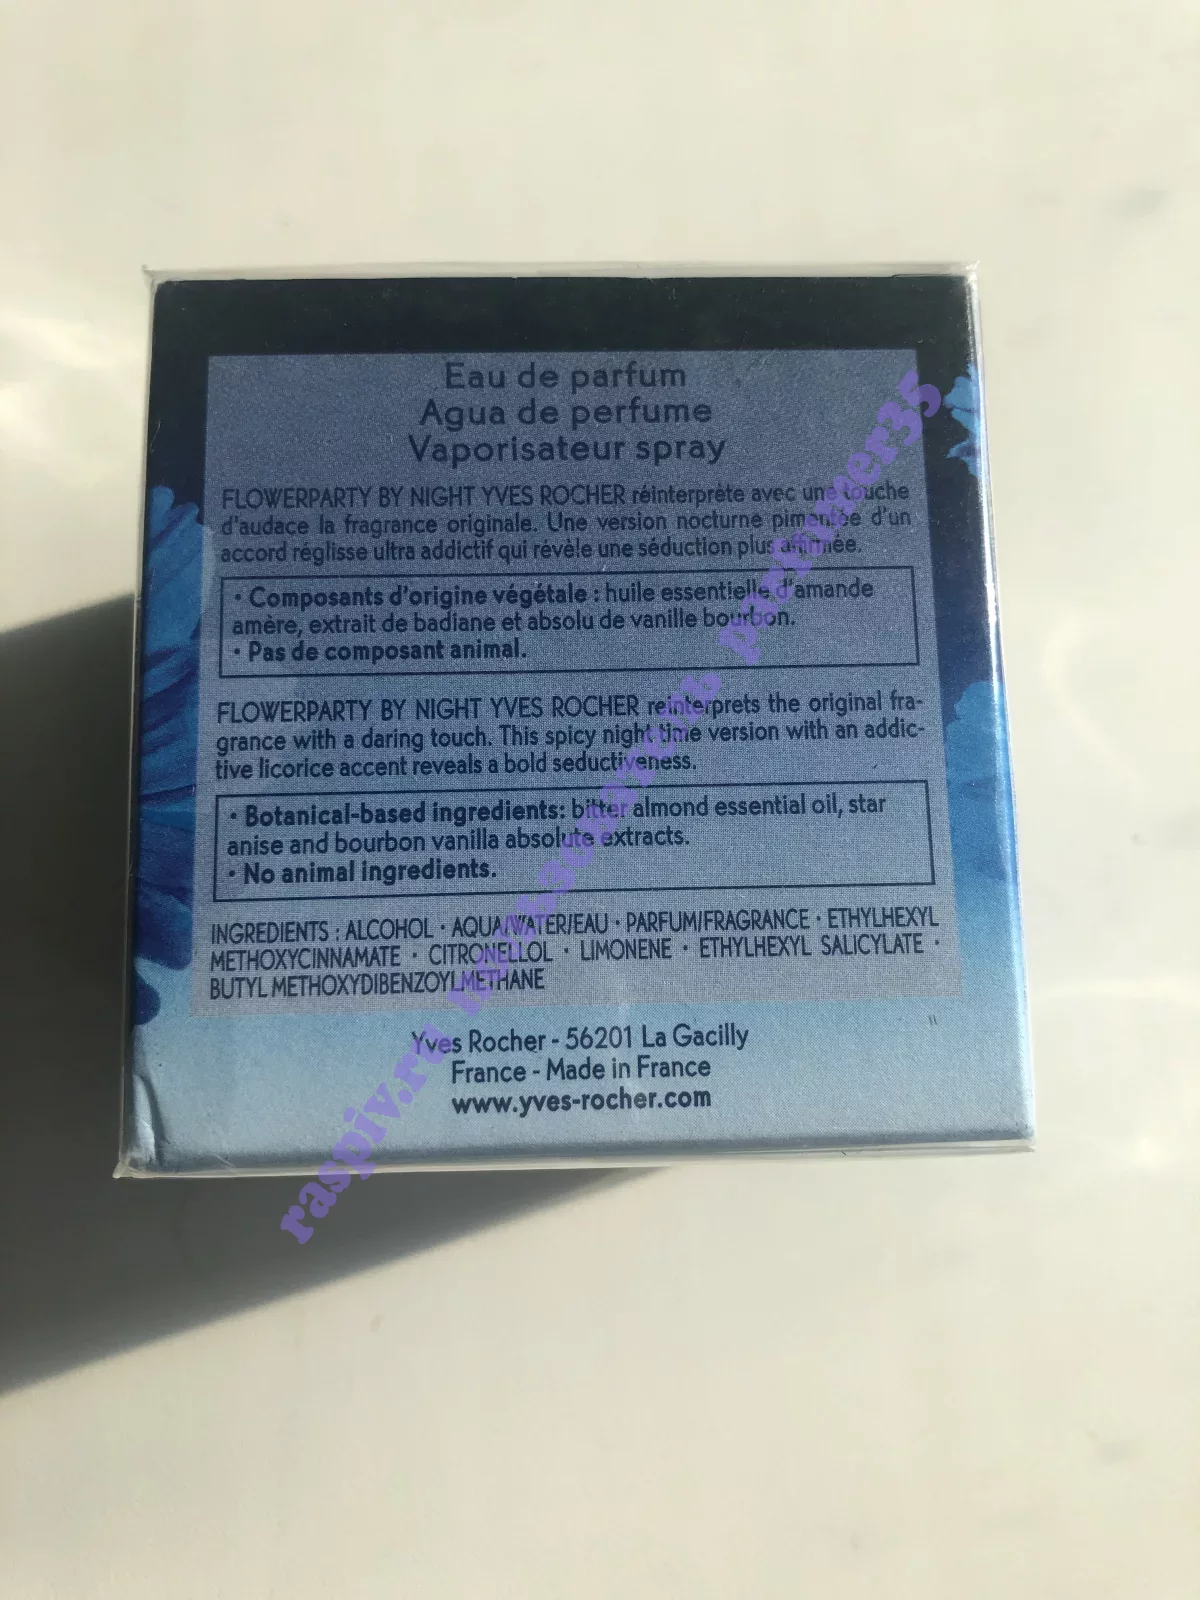 Eau de parfum
Agua de perfume
Vaporisateur spray
FLOWERPARTY BY NIGHT YVES ROCHER réinterprète avec une touche
d'audace la fragrance originale. Une version nocturne pimentée d'un
accord réglisse ultra addictif qui révèle une séduction plus affirmée.
• Composants d'origine végétale : huile essentielle d'amande
amère, extrait de badiane et absolu de vanille bourbon.
• Pas de composant animal.
FLOWERPARTY BY NIGHT YVES ROCHER reinterprets the original fra-
grance with a daring touch. This spicy night time version with an addic-
tive licorice accent reveals a bold seductiveness.
• Botanical-based ingredients: bitter almond essential oil, star
anise and bourbon vanilla absolute extracts.
• No animal ingredients.
INGREDIENTS : ALCOHOL · AQUA/WATER/EAU · PARFUM/FRAGRANCE · ETHYLHEXYL
METHOXYCINNAMATE · CITRONELLOL · LIMONENE · ETHYLHEXYL SALICYLATE ·
BUTYL METHOXYDIBENZOYLMETHANE
Yves Rocher - 56201 La Gacilly
France - Made in France
www.yves-rocher.com
raspiv.ru пользователь parfumer35